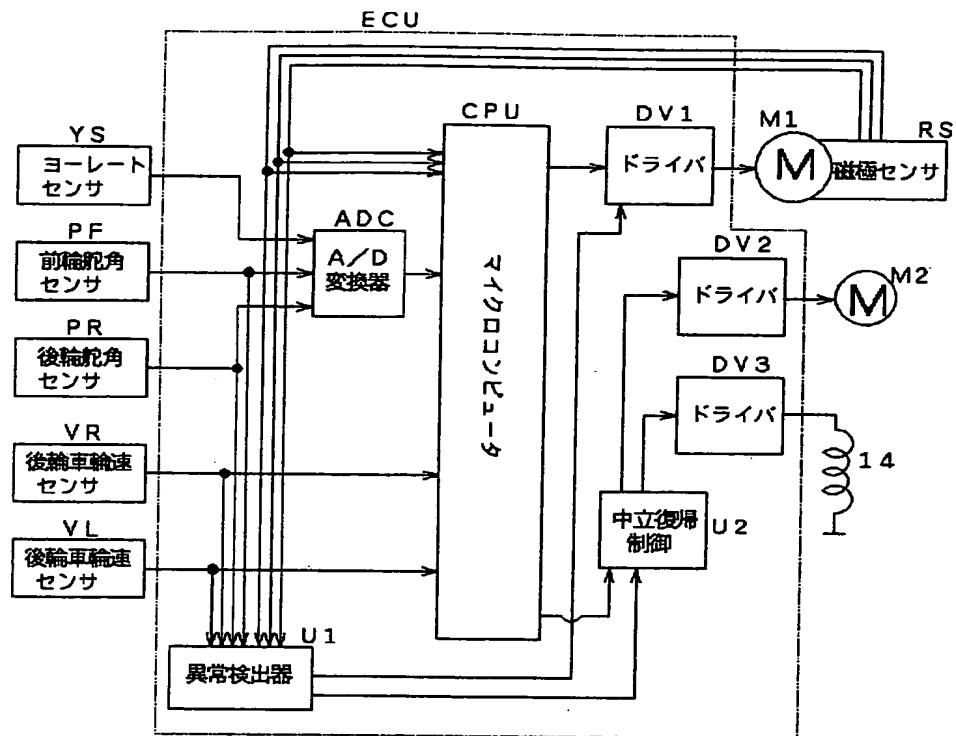 ECU
YS
ヨーレート
センサ
PF
前輪舵角
センサ
PR
後輪舵角
センサ
VR
後輪車輪速
センサ
VL
後輪車輪速
センサ
ADC
A/D
変換器
CPU
マイクロコンピュータ
DV1
ドライバ
M1
M
RS
磁極センサ
DV2
ドライバ
M2
M
DV3
ドライバ
14
中立復帰
制御
U2
U1
異常検出器